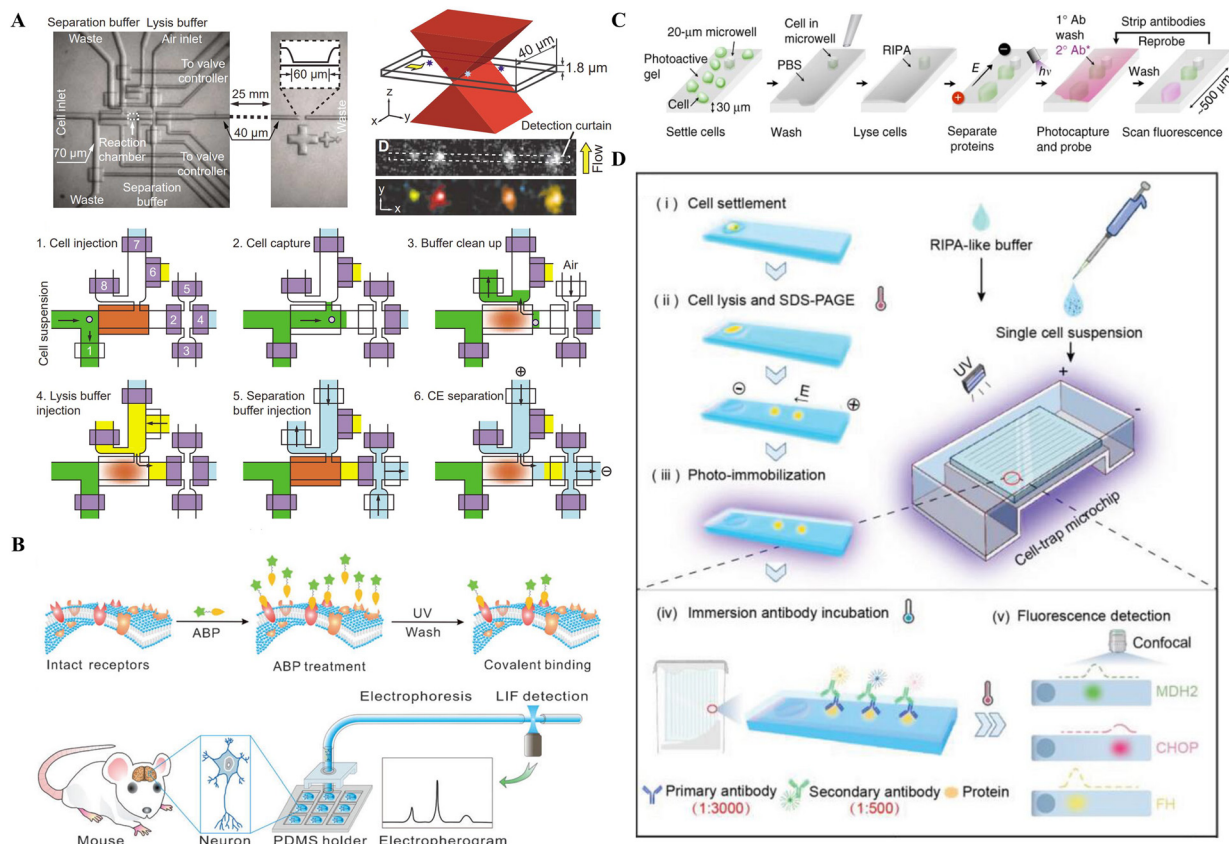 A
Separation buffer Lysis buffer
Waste
Air inlet
To valve
controller
Cell inlet
Reaction
chamber
70 µm
Waste
Separation
buffer
To valve
controller
25 mm
40 µm
60 µm
Waste
40 µm
1.8 µm
z
x
y
Detection curtain
D
Flow
y
x
1. Cell injection
2. Cell capture
3. Buffer clean up
Cell suspension
7
6
8
5
2
4
1
3
Air
4. Lysis buffer
injection
5. Separation
buffer injection
6. CE separation
⊕
⊖
B
ABP
UV
Wash
Intact receptors
ABP treatment
Covalent binding
Electrophoresis
LIF detection
Mouse
Neuron
PDMS holder
Electropherogram
C
20-µm microwell
Photoactive
gel
Cell
30 µm
Cell in
microwell
PBS
RIPA
E
hν
1° Ab
wash
2° Ab*
Strip antibodies
Reprobe
Wash
~500 µm
Settle cells
Wash
Lyse cells
Separate
proteins
Photocapture
and probe
Scan fluorescence
D
(i) Cell settlement
RIPA-like buffer
(ii) Cell lysis and SDS-PAGE
Single cell suspension
UV
+
-
⊖
E
⊕
(iii) Photo-immobilization
Cell-trap microchip
(iv) Immersion antibody incubation
(v) Fluorescence detection
Confocal
MDH2
CHOP
FH
Primary antibody
(1:3000)
Secondary antibody
(1:500)
Protein